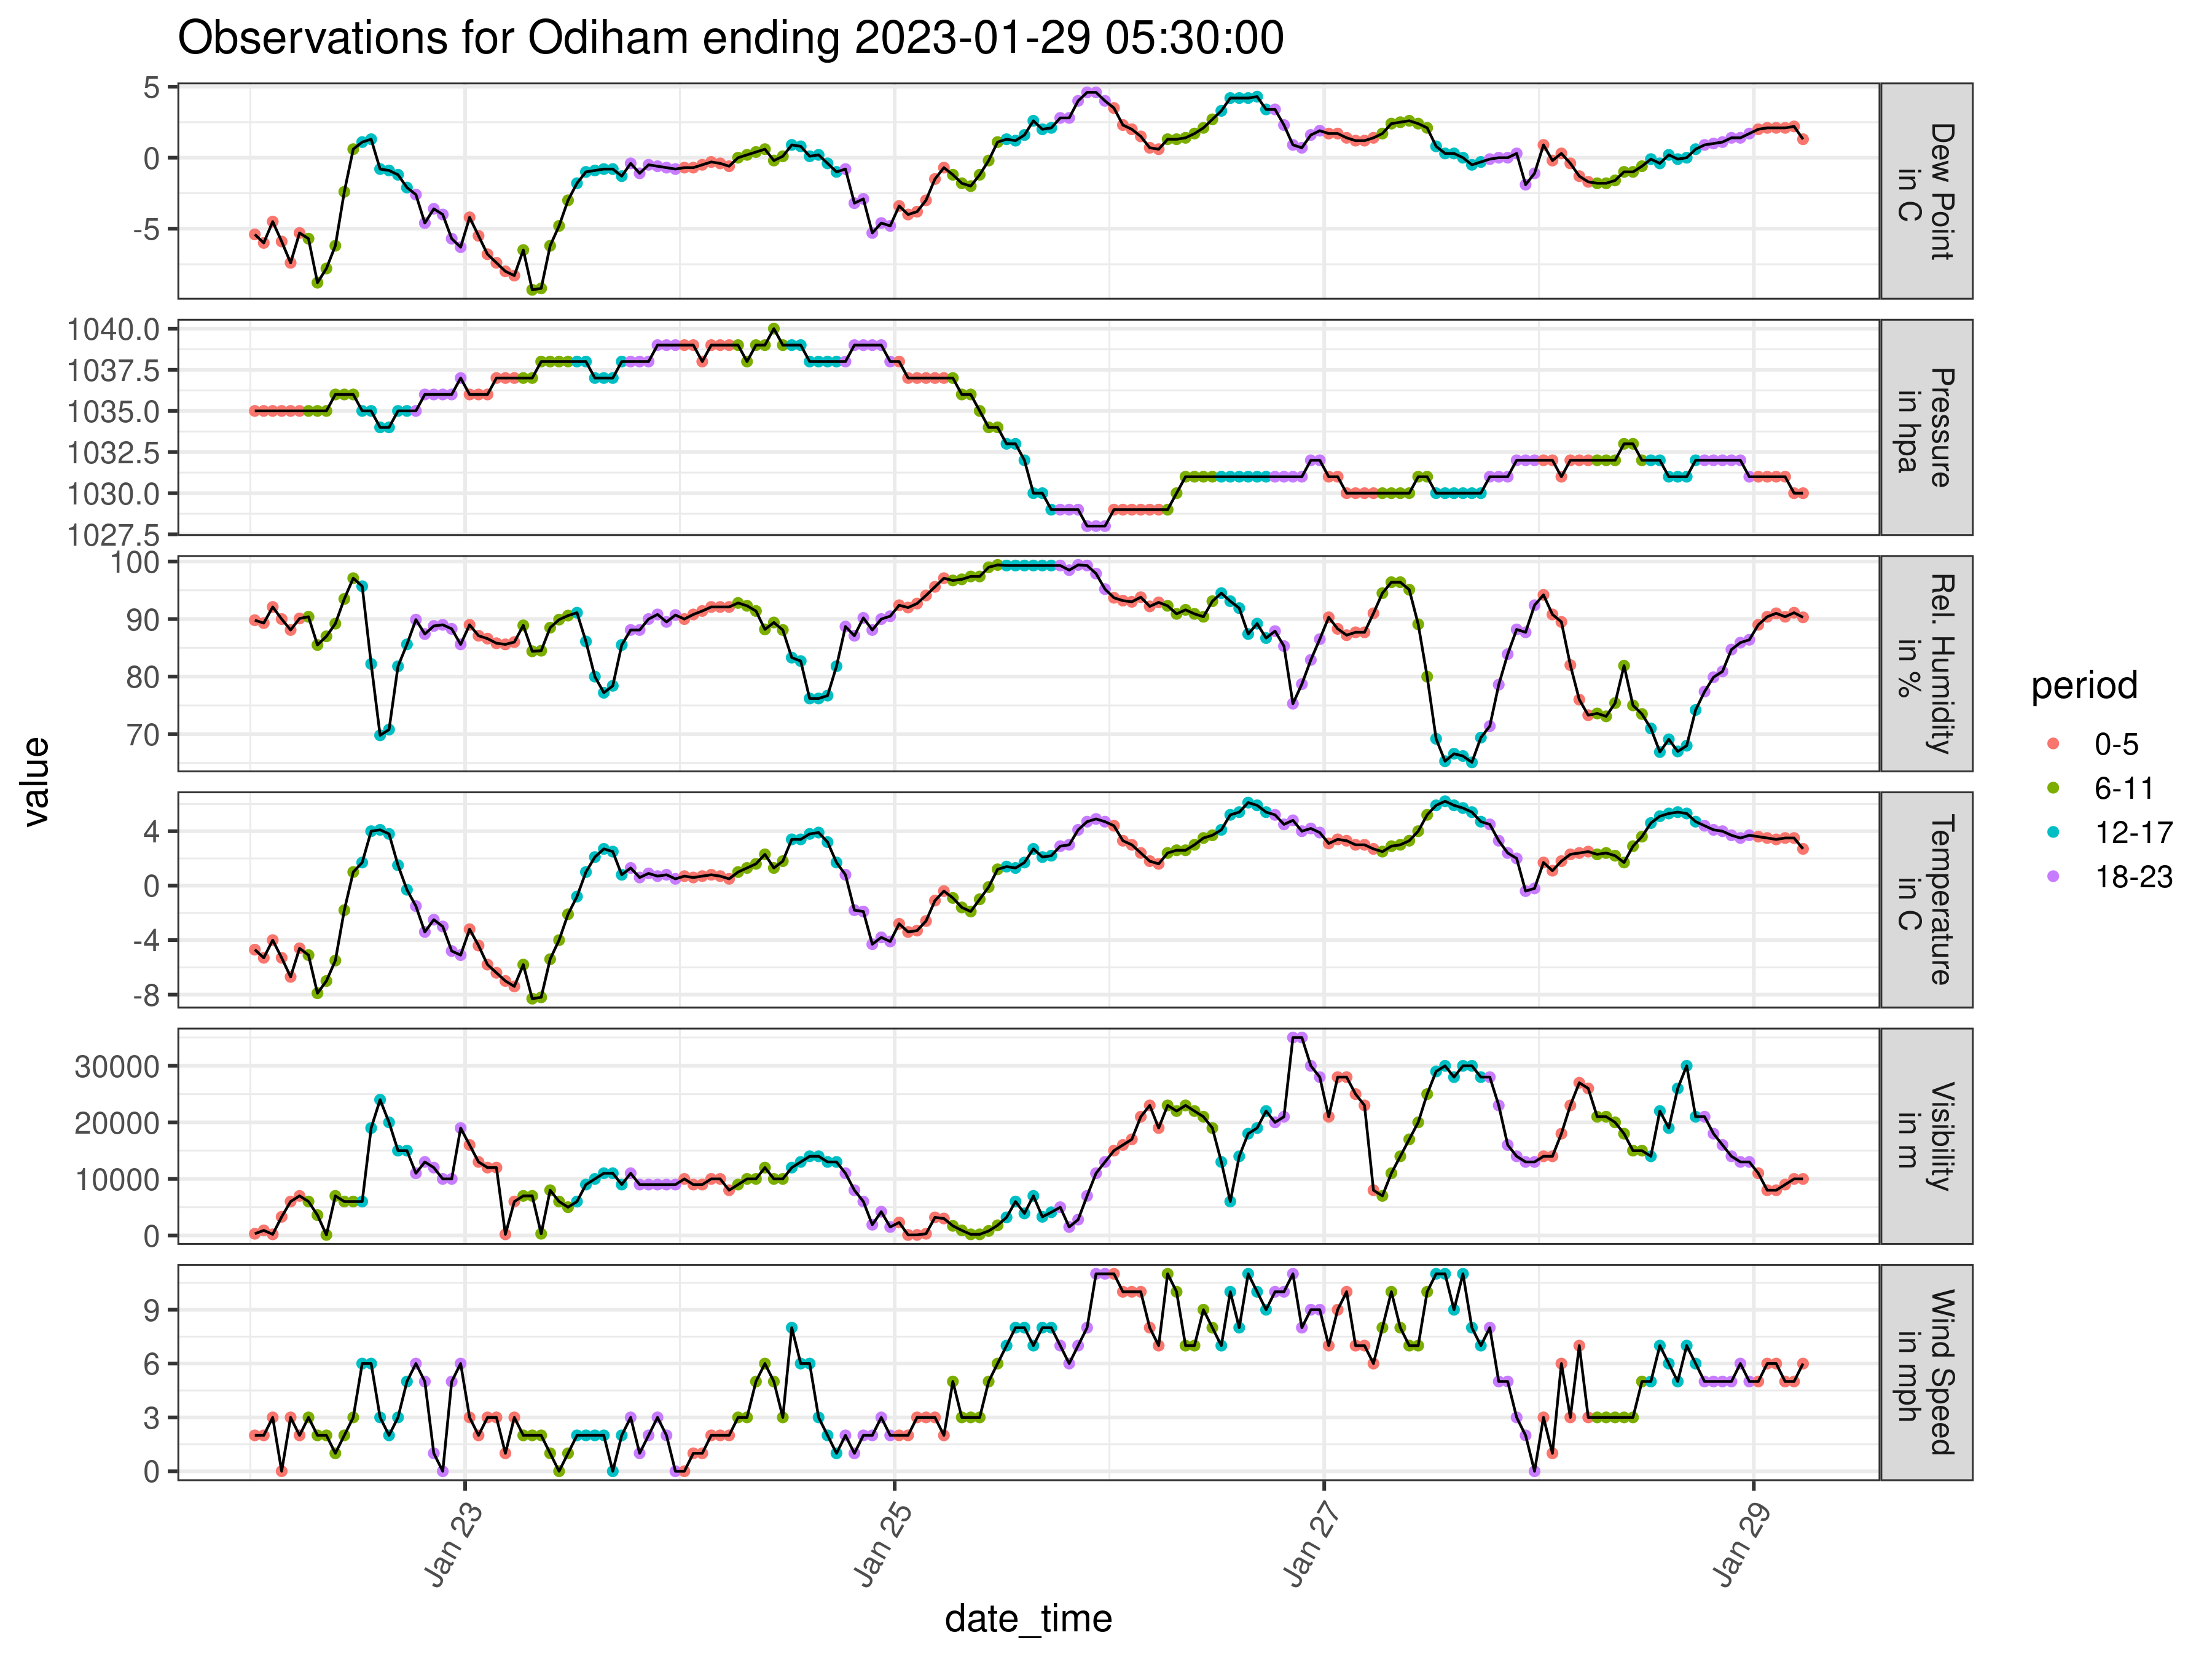 Observations for Odiham ending 2023-01-29 05:30:00
5
0
-5
Dew Point
in C
1040.0
1037.5
1035.0
1032.5
1030.0
1027.5
Pressure
in hpa
100
90
80
70
Rel. Humidity
in %
4
0
-4
-8
Temperature
in C
30000
20000
10000
0
Visibility
in m
9
6
3
0
Wind Speed
in mph
value
Jan 23
Jan 25
Jan 27
Jan 29
date_time
period
0-5
6-11
12-17
18-23